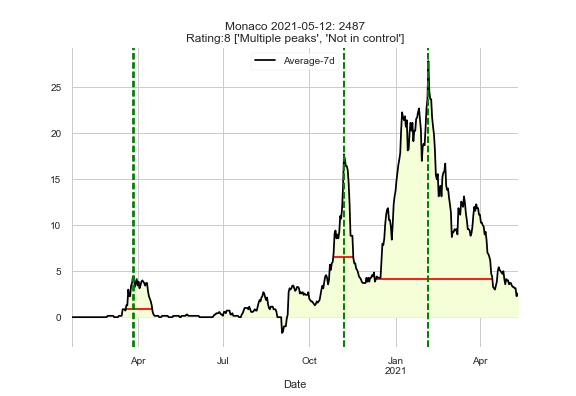 Monaco 2021-05-12: 2487
Rating:8 ['Multiple peaks', 'Not in control']
Average-7d
25
20
15
10
5
0
Apr Jul Oct Jan Apr
2021
Date